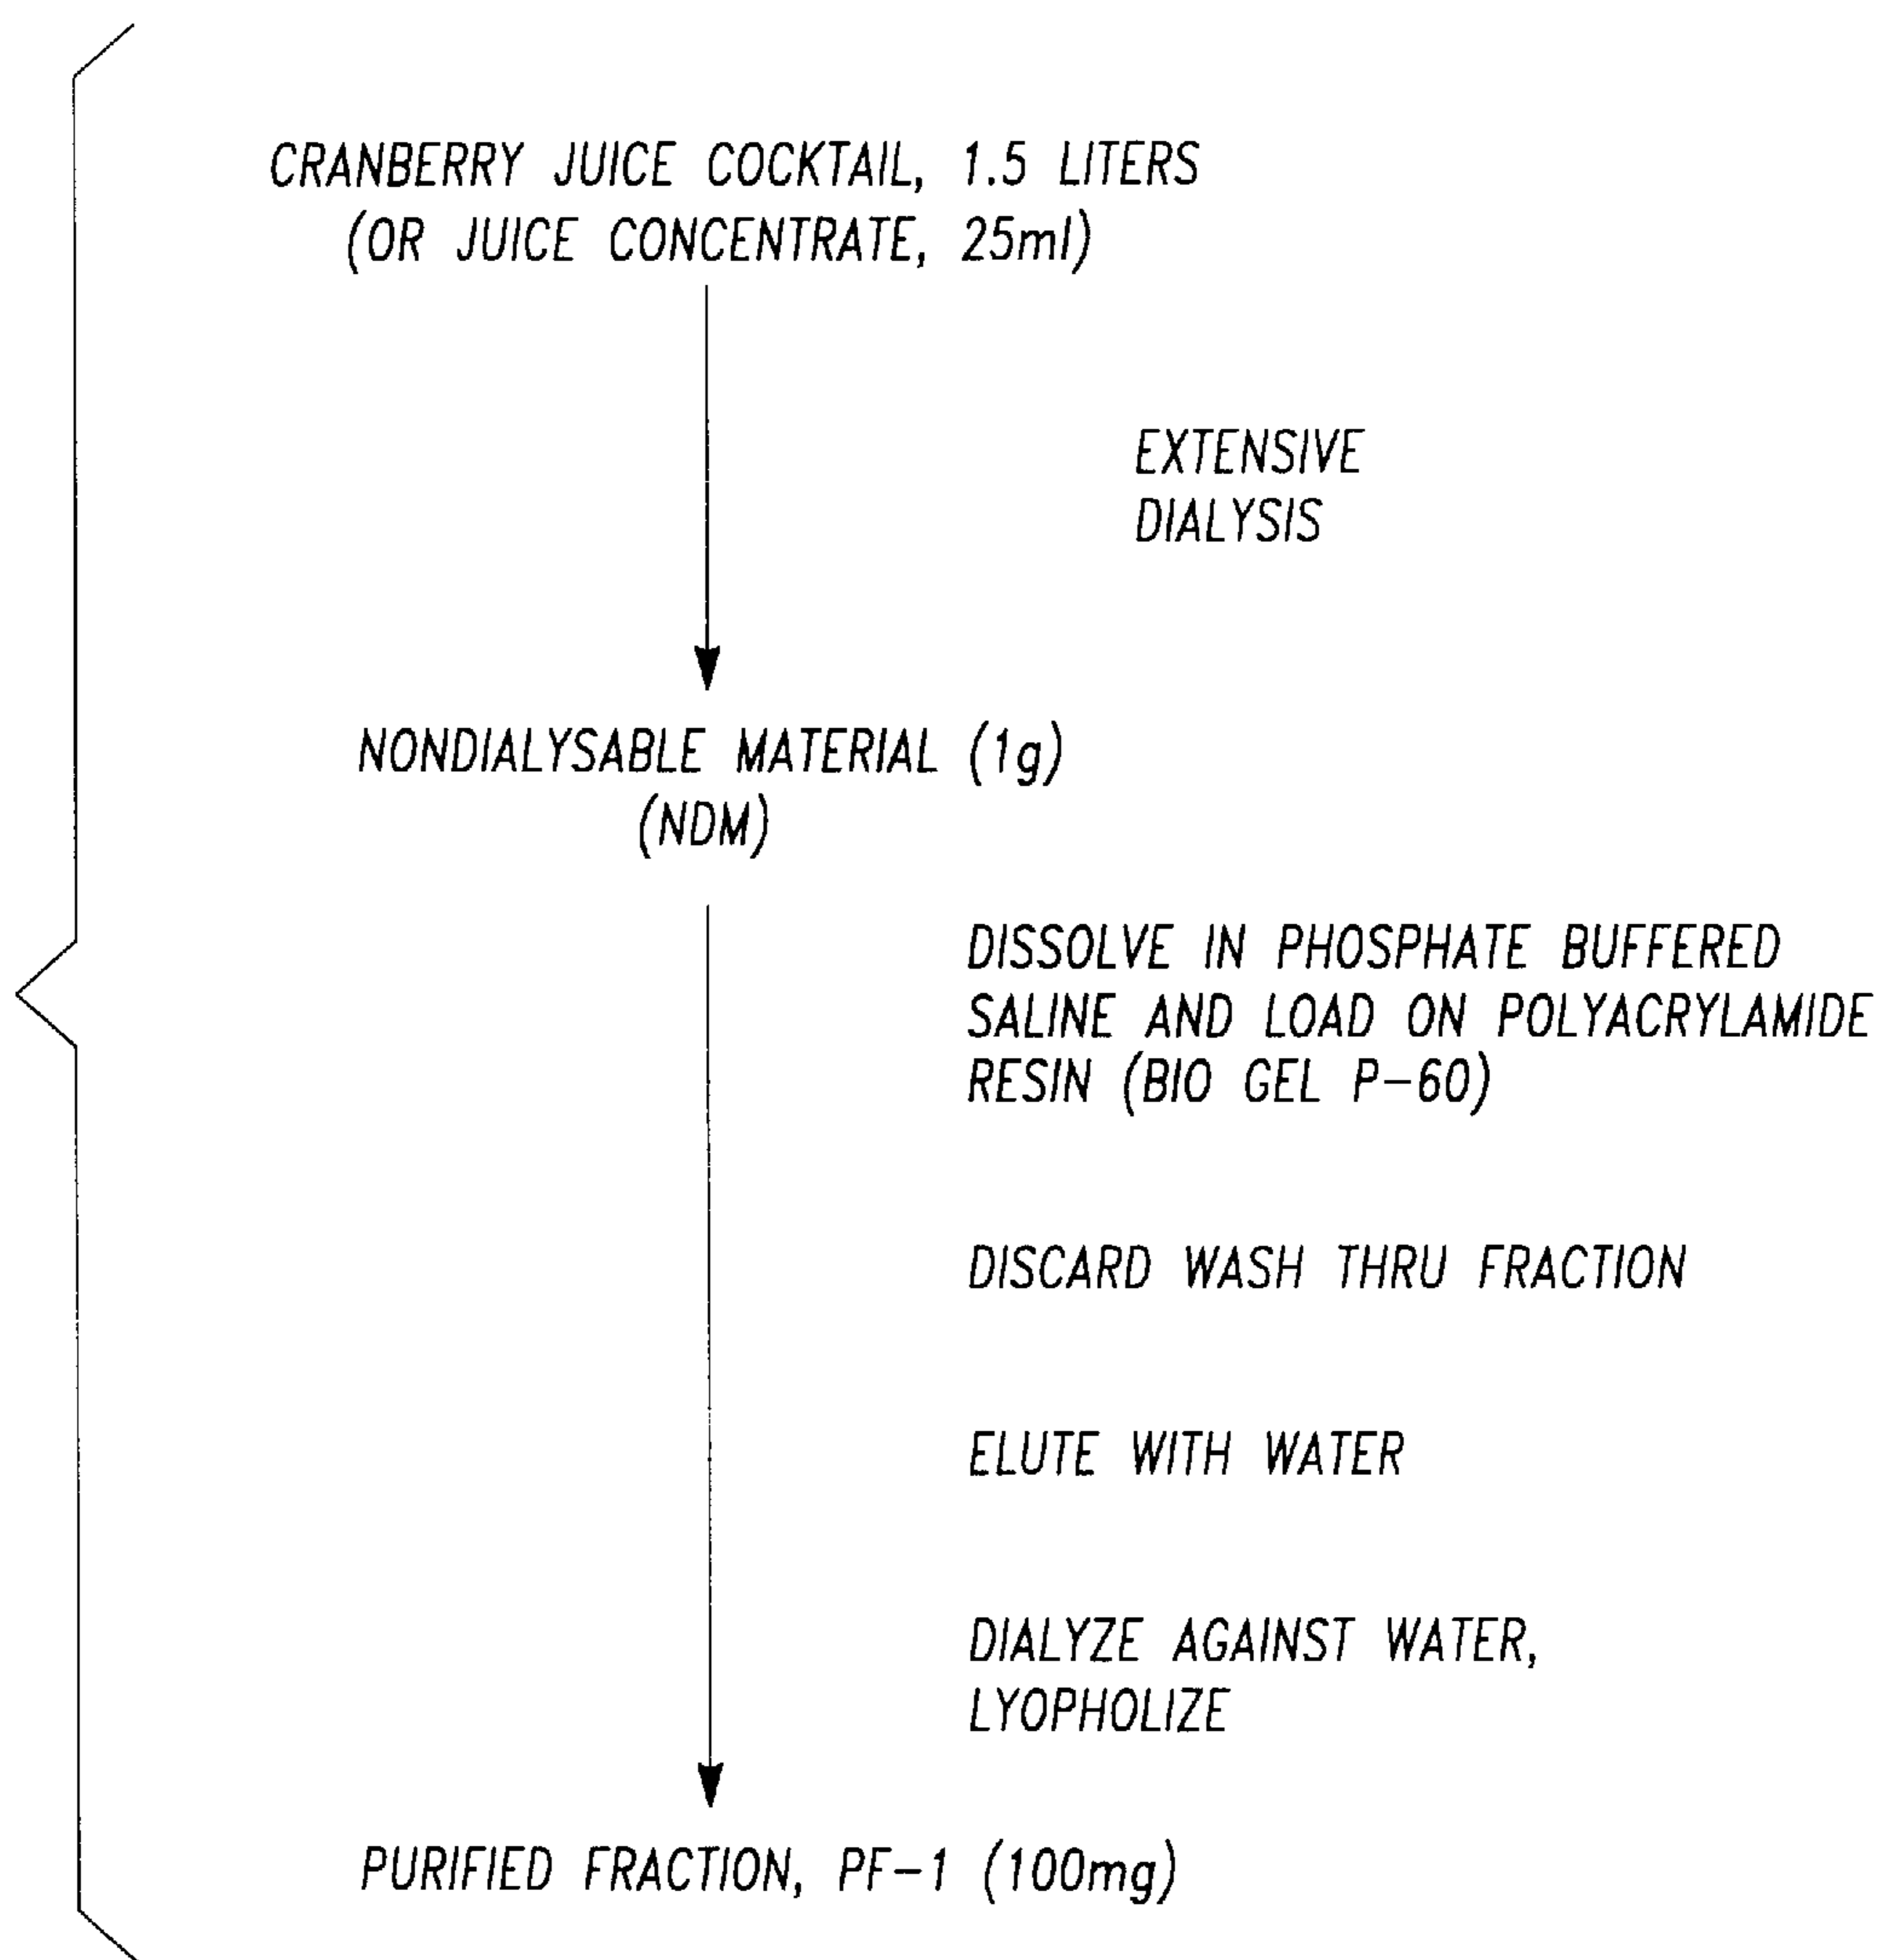 CRANBERRY JUICE COCKTAIL, 1.5 LITERS
(OR JUICE CONCENTRATE, 25ml)
EXTENSIVE
DIALYSIS
NONDIALYSABLE MATERIAL (1g)
(NDM)
DISSOLVE IN PHOSPHATE BUFFERED
SALINE AND LOAD ON POLYACRYLAMIDE
RESIN (BIO GEL P-60)
DISCARD WASH THRU FRACTION
ELUTE WITH WATER
DIALYZE AGAINST WATER,
LYOPHOLIZE
PURIFIED FRACTION, PF-1 (100mg)